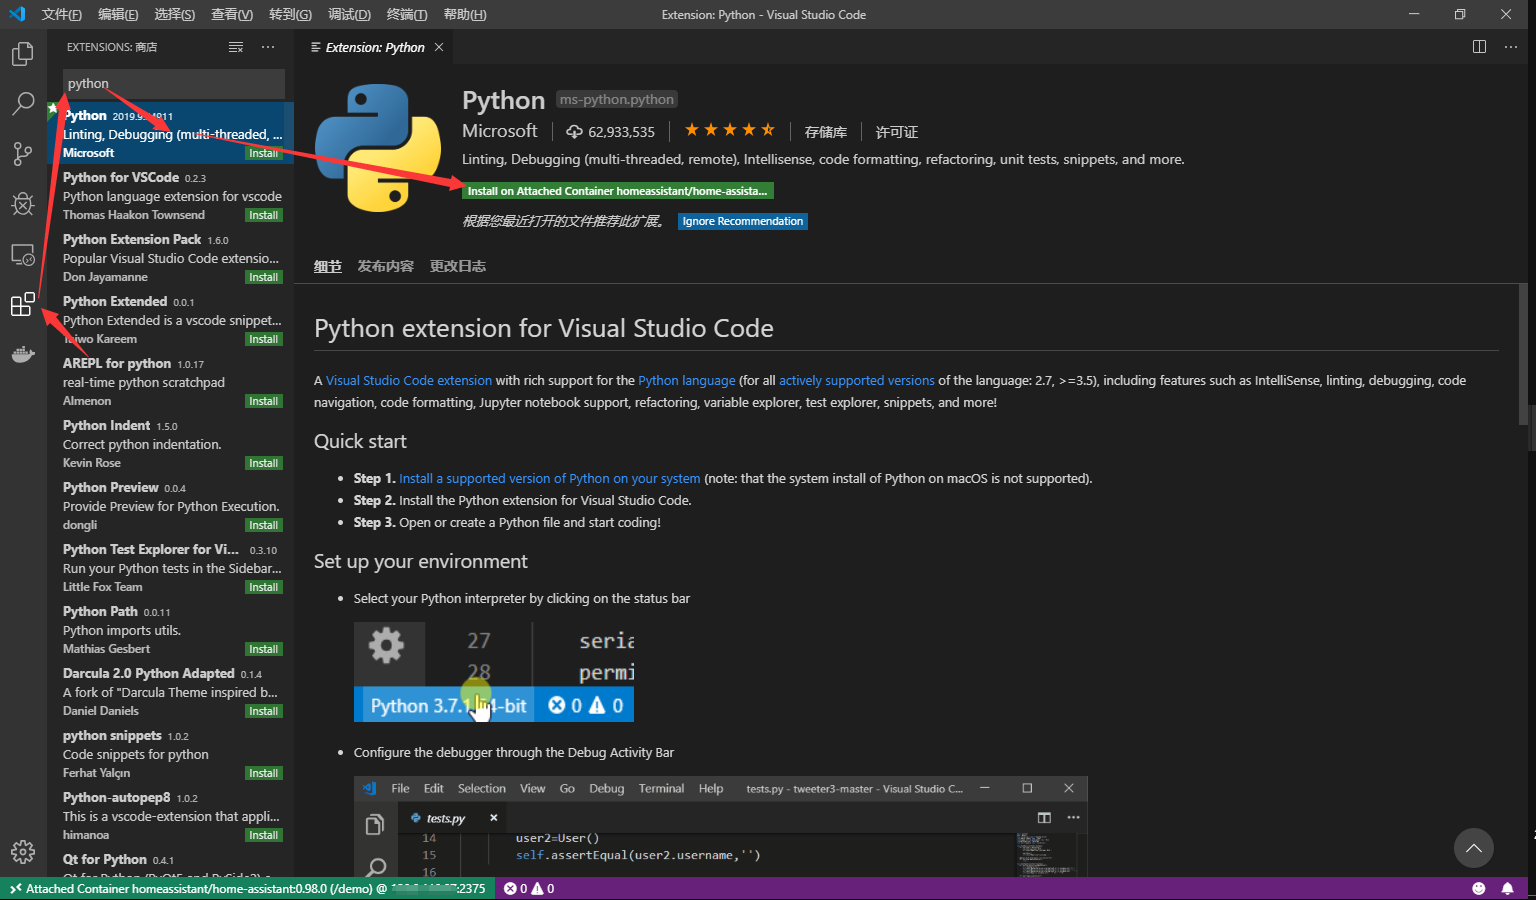 文件(F) 编辑(E) 选择(S) 查看(V) 转到(G) 调试(D) 终端(T) 帮助(H)
Extension: Python - Visual Studio Code
EXTENSIONS: 商店
python
Python
Linting, Debugging (multi-threaded, ...
Microsoft Install
Python for VSCode 0.2.3
Python language extension for vscode
Thomas Haakon Townsend Install
Python Extension Pack 1.6.0
Popular Visual Studio Code extensio...
Don Jayamanne Install
Python Extended 0.0.1
Python Extended is a vscode snippet...
Kareem Install
AREPL for python 1.0.17
real-time python scratchpad
Almenon Install
Python Indent 1.5.0
Correct python indentation.
Kevin Rose Install
Python Preview 0.0.4
Provide Preview for Python Execution.
dongli Install
Python Test Explorer for Vi... 0.3.10
Run your Python tests in the Sidebar...
Little Fox Team Install
Python Path 0.0.11
Python imports utils.
Mathias Gesbert Install
Darcula 2.0 Python Adapted 0.1.4
A fork of "Darcula Theme inspired b...
Daniel Daniels Install
python snippets 1.0.2
Code snippets for python
Ferhat Yalçın Install
Python-autopep8 1.0.2
This is a vscode-extension that appli...
himanoa Install
Qt for Python 0.4.1
Extension: Python
Python ms-python.python
Microsoft 62,933,535 存储库 许可证
Linting, Debugging (multi-threaded, remote), Intellisense, code formatting, refactoring, unit tests, snippets, and more.
Install on Attached Container homeassistant/home-assista...
根据您最近打开的文件推荐此扩展。 Ignore Recommendation
细节 发布内容 更改日志
Python extension for Visual Studio Code
A Visual Studio Code extension with rich support for the Python language (for all actively supported versions of the language: 2.7, >=3.5), including features such as IntelliSense, linting, debugging, code
navigation, code formatting, Jupyter notebook support, refactoring, variable explorer, test explorer, snippets, and more!
Quick start
• Step 1. Install a supported version of Python on your system (note: that the system install of Python on macOS is not supported).
• Step 2. Install the Python extension for Visual Studio Code.
• Step 3. Open or create a Python file and start coding!
Set up your environment
• Select your Python interpreter by clicking on the status bar
27 seria
28 permi
Python 3.7.1 64-bit 0 0
• Configure the debugger through the Debug Activity Bar
File Edit Selection View Go Debug Terminal Help tests.py - tweeter3-master - Visual Studio C...
tests.py
14 user2=User()
15 self.assertEqual(user2.username,'')
16
Attached Container homeassistant/home-assistant:0.98.0 (/demo) @ :2375 0 0